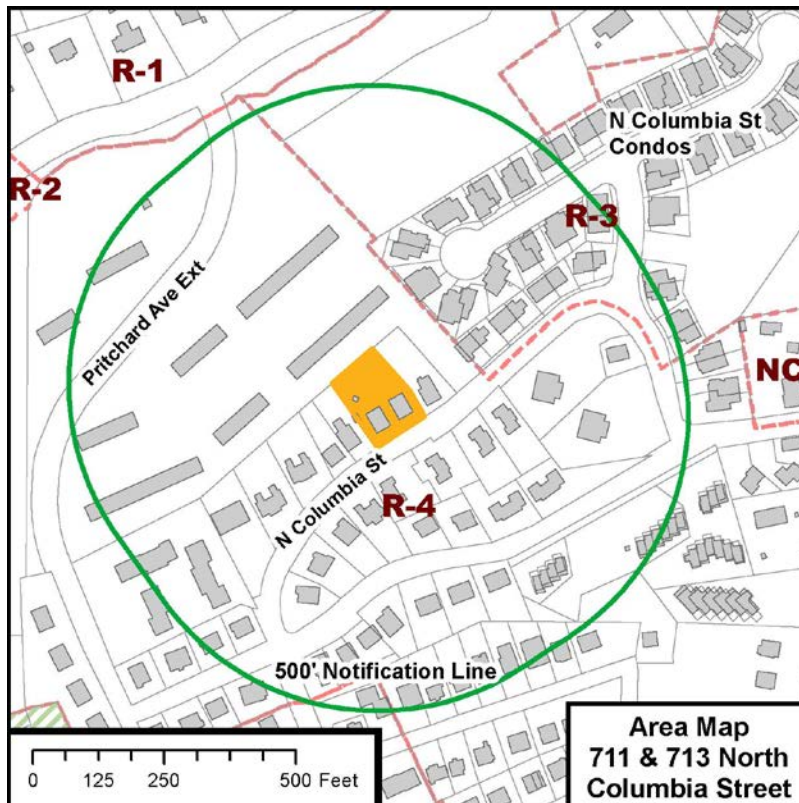 R-1
N Columbia St
Condos
R-2
R-3
Pritchard Ave Ext
NC
N Columbia St
R-4
500' Notification Line
Area Map
711 & 713 North
Columbia Street
0 125 250 500 Feet